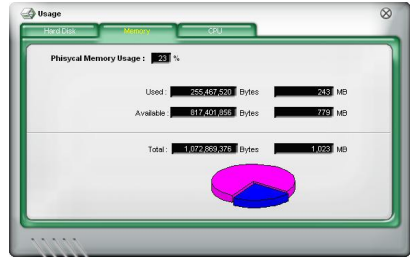 Usage
Hard Disk Memory CPU
Phisycal Memory Usage : 23 %
Used : 255,467,520 Bytes 243 MB
Available : 817,401,856 Bytes 779 MB
Total : 1,072,869,376 Bytes 1,023 MB